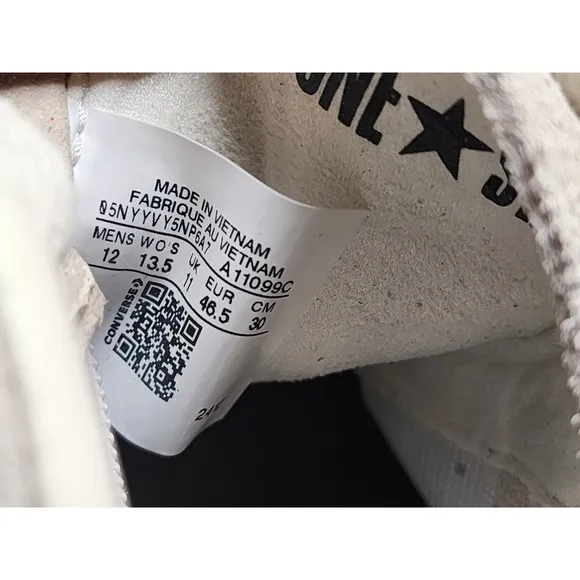 ONE ★ S
MADE IN VIETNAM
FABRIQUE AU VIETNAM
05NYYVY5NP6A7 A11099C
MENS WO'S UK EUR CM
12 13.5 11 46.5 30
CONVERSE